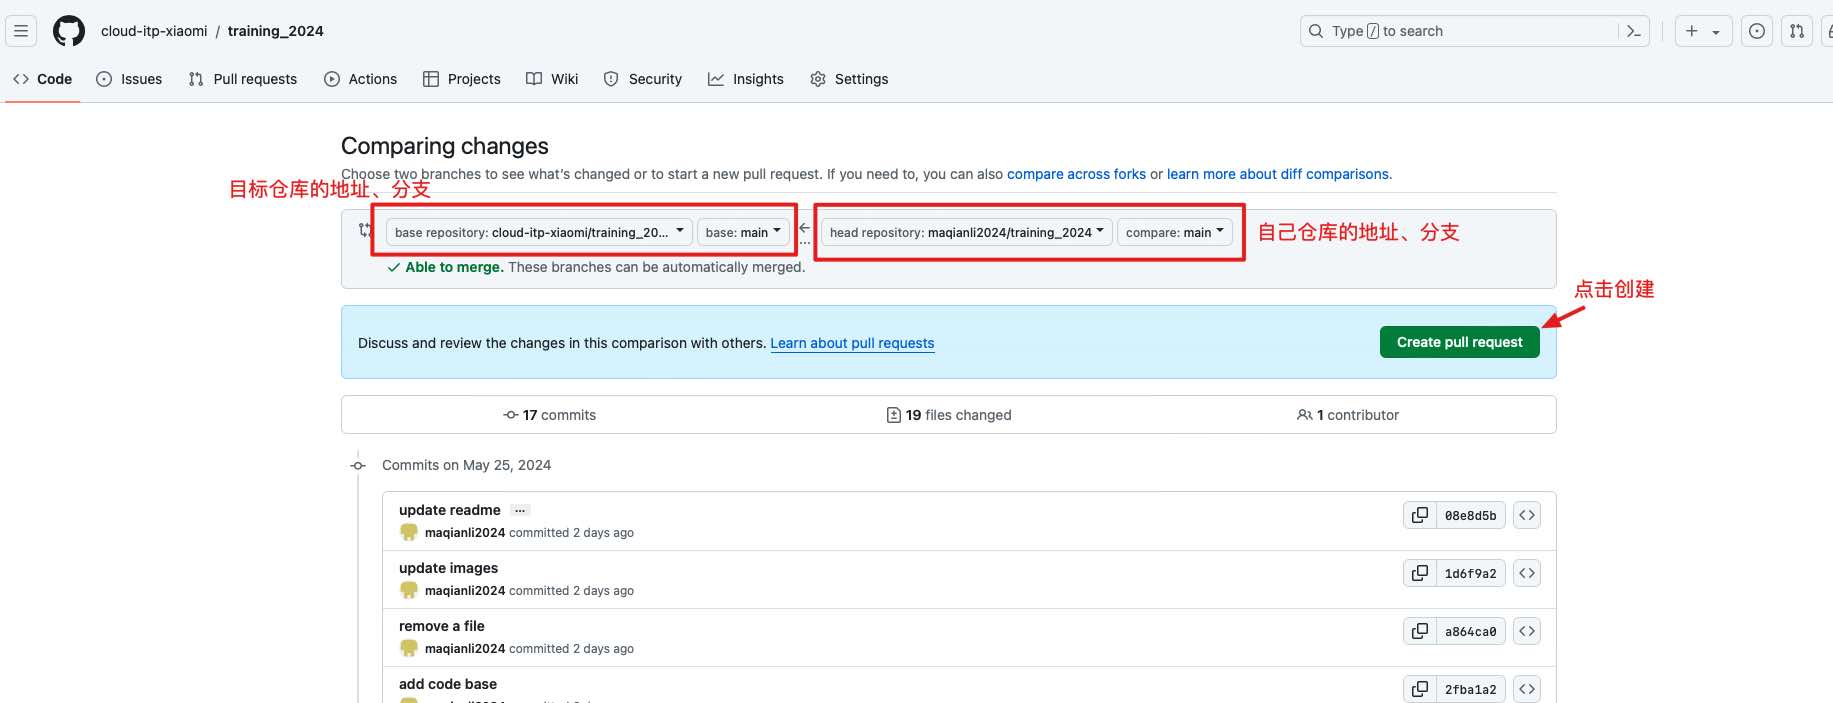 cloud-itp-xiaomi / training_2024
Type / to search
Code Issues Pull requests Actions Projects Wiki Security Insights Settings
Comparing changes
Choose two branches to see what's changed or to start a new pull request. If you need to, you can also compare across forks or learn more about diff comparisons.
目标仓库的地址、分支
base repository: cloud-itp-xiaomi/training_20... base: main head repository: maqianli2024/training_2024 compare: main
自己仓库的地址、分支
Able to merge. These branches can be automatically merged.
点击创建
Discuss and review the changes in this comparison with others. Learn about pull requests
Create pull request
17 commits 19 files changed 1 contributor
Commits on May 25, 2024
update readme ...
08e8d5b
maqianli2024 committed 2 days ago
update images
1d6f9a2
maqianli2024 committed 2 days ago
remove a file
a864ca0
maqianli2024 committed 2 days ago
add code base
2fba1a2